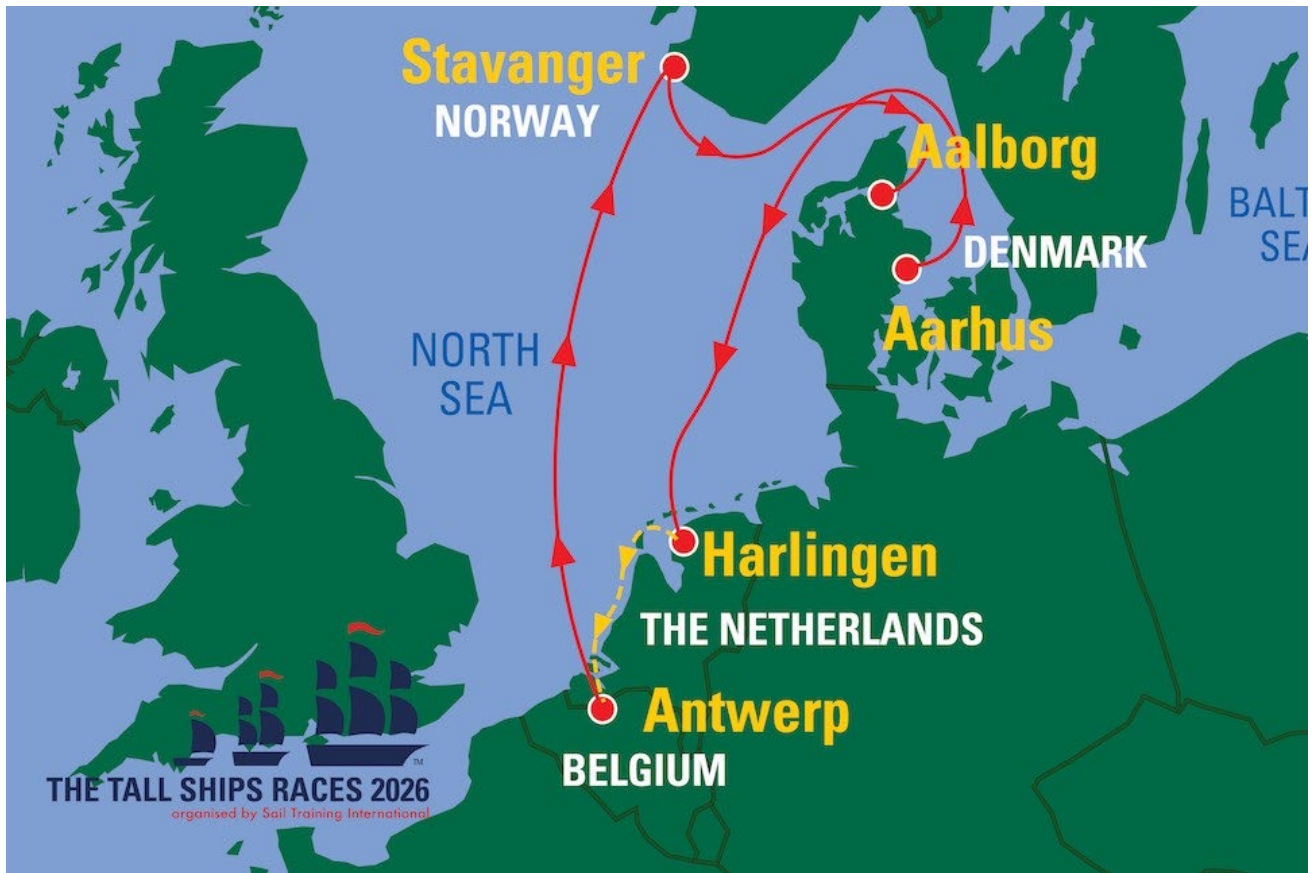 Stavanger
NORWAY
Aalborg
BALT
SEA
DENMARK
Aarhus
NORTH
SEA
Harlingen
THE NETHERLANDS
Antwerp
BELGIUM
TM
THE TALL SHIPS RACES 2026
organised by Sail Training International